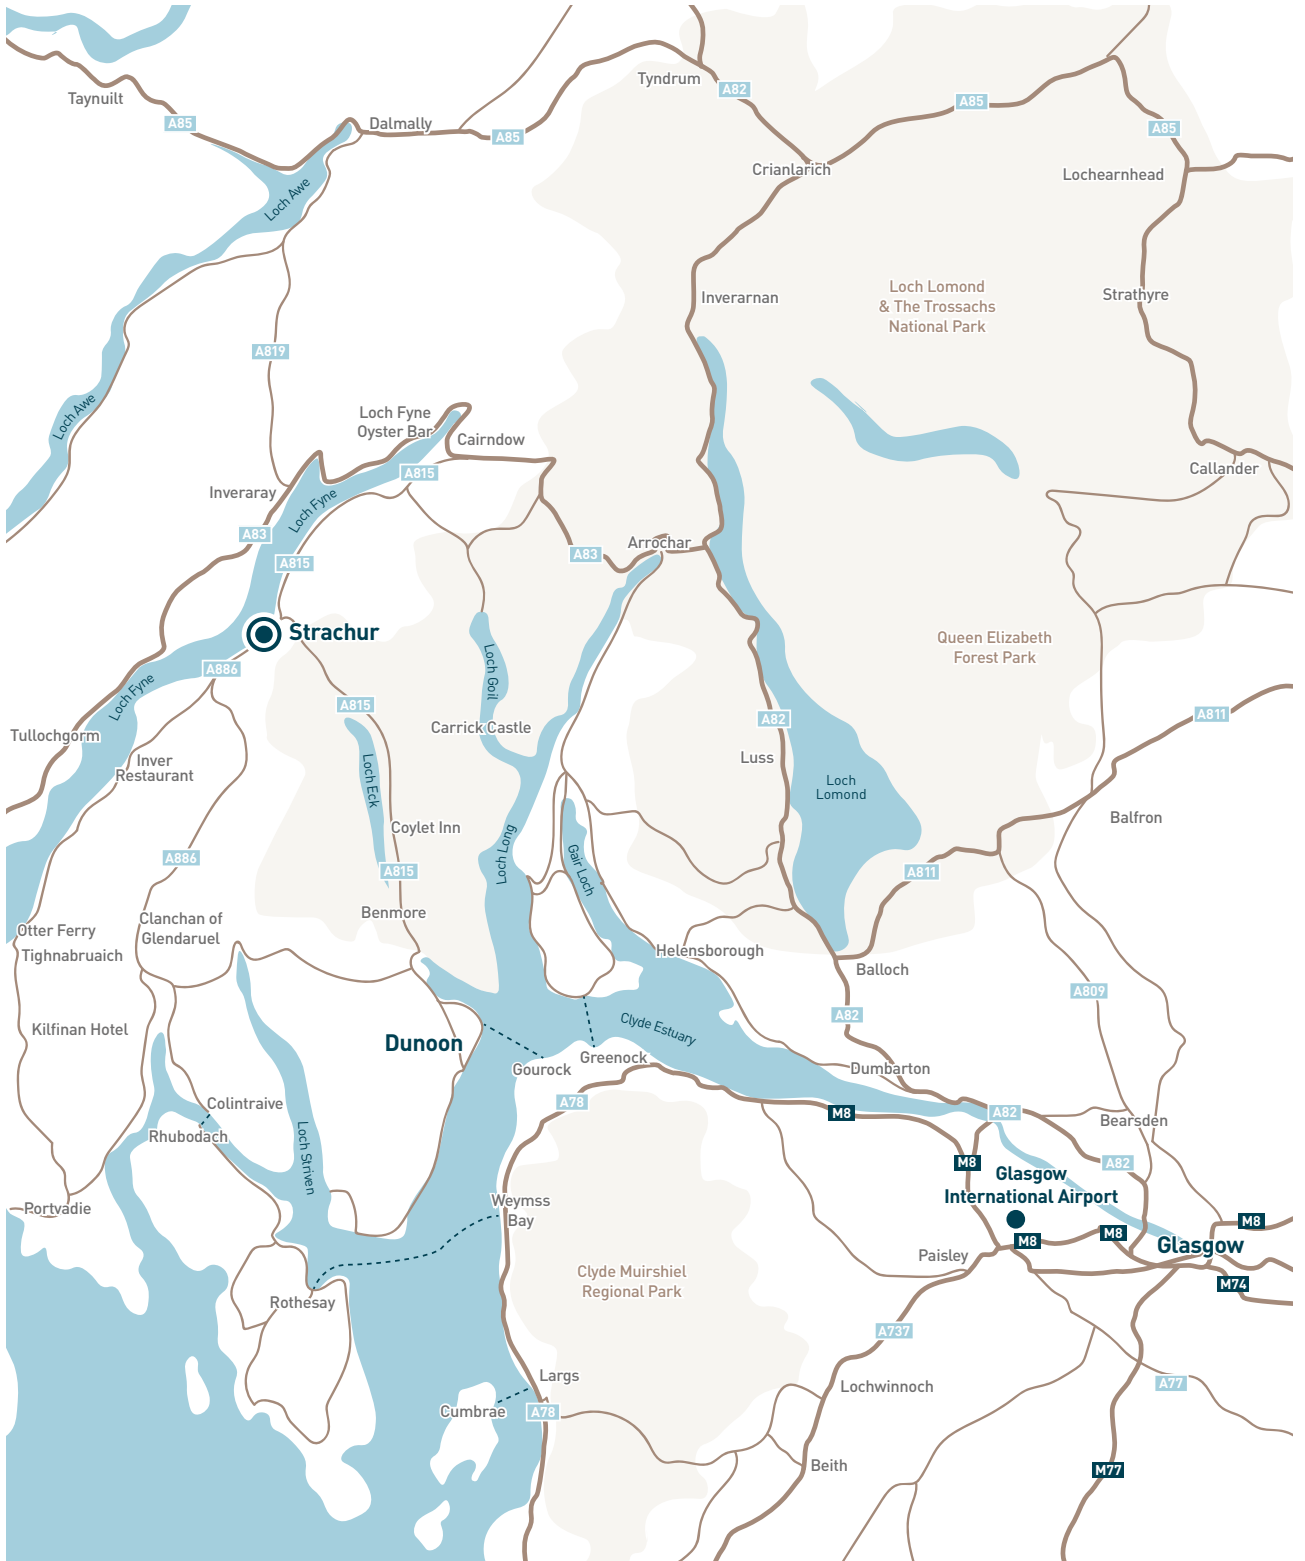 Tyndrum
A82
Taynuilt
A85
Dalmally
A85
A85
A85
Crianlarich
Lochearnhead
Loch Awe
Inverarnan
Loch Lomond
& The Trossachs
National Park
Strathyre
A819
Loch Awe
Loch Fyne
Oyster Bar
Cairndow
A815
Callander
Inveraray
Loch Fyne
A83
A815
A83
Arrochar
Strachur
A886
Loch Fyne
Loch Goil
Queen Elizabeth
Forest Park
A815
Carrick Castle
A82
A811
Tullochgorm
Inver
Restaurant
Loch Eck
Luss
Loch
Lomond
Coylet Inn
Balfron
A886
A815
Loch Long
Gair Loch
A811
Benmore
Clanchan of
Glendaruel
Otter Ferry
Tighnabruaich
Helensborough
Balloch
A809
A82
Kilfinan Hotel
Dunoon
Clyde Estuary
Gourock
Greenock
Dumbarton
A78
M8
A82
Bearsden
Colintraive
Rhubodach
Loch Striven
M8
A82
Glasgow
International Airport
Portvadie
Weymss
Bay
M8
M8
M8
Glasgow
Paisley
M74
Clyde Muirshiel
Regional Park
Rothesay
A737
Largs
Lochwinnoch
A77
Cumbrae
A78
Beith
M77